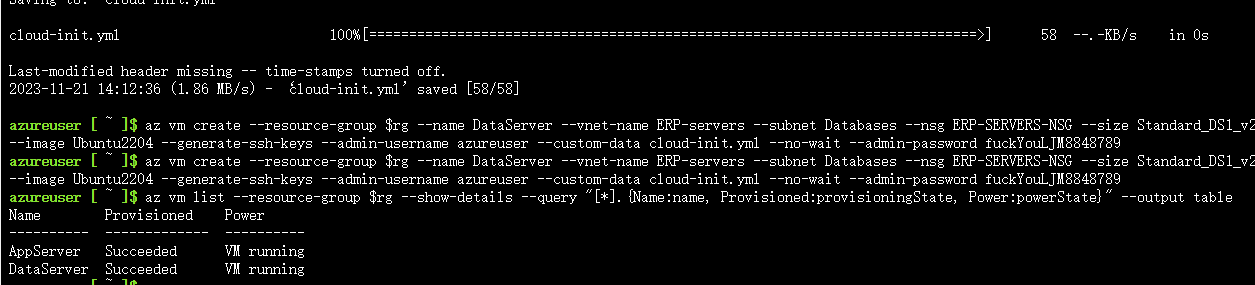 Saving to: 'cloud-init.yml'
cloud-init.yml 100%[==============================================================================>] 58 --.-KB/s in 0s
Last-modified header missing -- time-stamps turned off.
2023-11-21 14:12:36 (1.86 MB/s) - ‘cloud-init.yml’ saved [58/58]
azureuser [ ~ ]$ az vm create --resource-group $rg --name DataServer --vnet-name ERP-servers --subnet Databases --nsg ERP-SERVERS-NSG --size Standard_DS1_v2
--image Ubuntu2204 --generate-ssh-keys --admin-username azureuser --custom-data cloud-init.yml --no-wait --admin-password fuckYouLJM8848789
azureuser [ ~ ]$ az vm create --resource-group $rg --name DataServer --vnet-name ERP-servers --subnet Databases --nsg ERP-SERVERS-NSG --size Standard_DS1_v2
--image Ubuntu2204 --generate-ssh-keys --admin-username azureuser --custom-data cloud-init.yml --no-wait --admin-password fuckYouLJM8848789
azureuser [ ~ ]$ az vm list --resource-group $rg --show-details --query "[*].{Name:name, Provisioned:provisioningState, Power:powerState}" --output table
Name Provisioned Power
---------- ------------- ----------
AppServer Succeeded VM running
DataServer Succeeded VM running